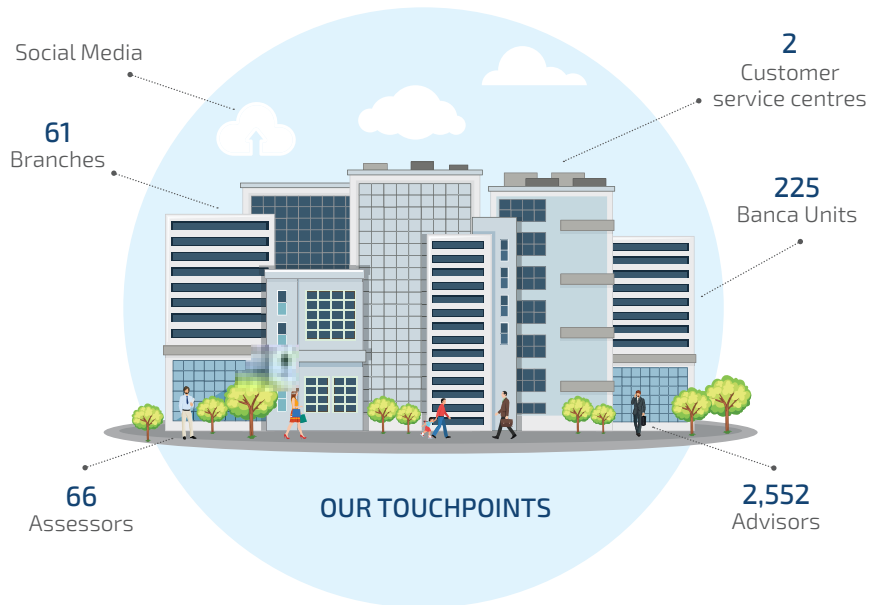 Social Media
2
Customer
service centres
61
Branches
225
Banca Units
66
Assessors
OUR TOUCHPOINTS
2,552
Advisors